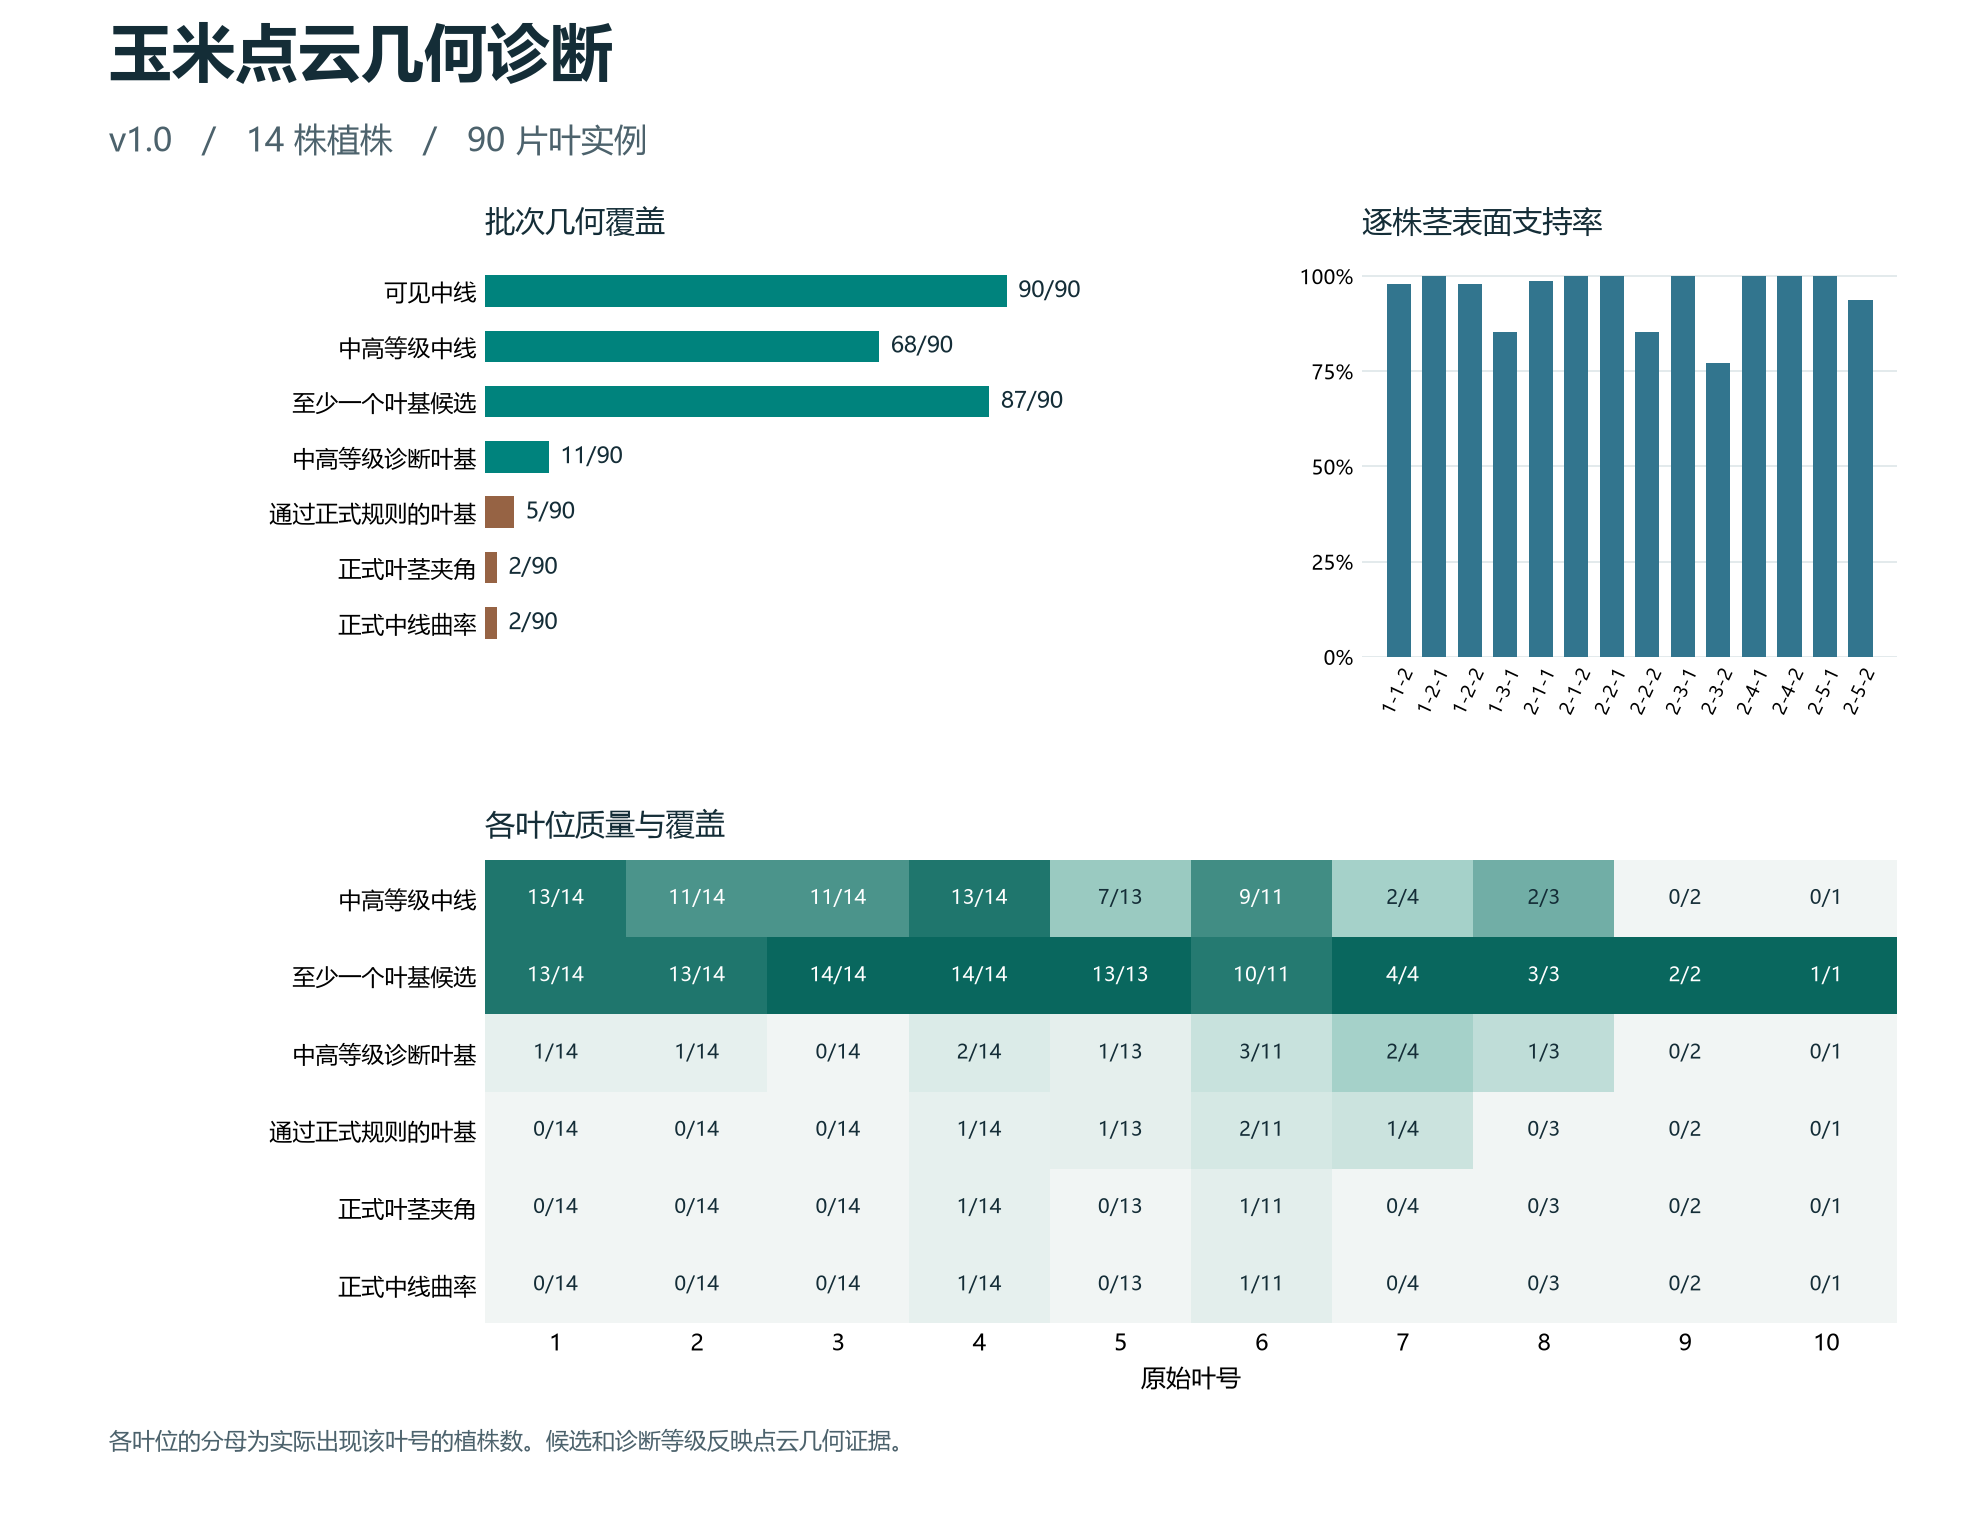 玉米点云几何诊断
v1.0 / 14 株植株 / 90 片叶实例
批次几何覆盖
可见中线 90/90
中高等级中线 68/90
至少一个叶基候选 87/90
中高等级诊断叶基 11/90
通过正式规则的叶基 5/90
正式叶茎夹角 2/90
正式中线曲率 2/90
逐株茎表面支持率
100%
75%
50%
25%
0%
1-1-2 1-2-1 1-2-2 1-3-1 2-1-1 2-1-2 2-2-1 2-2-2 2-3-1 2-3-2 2-4-1 2-4-2 2-5-1 2-5-2
各叶位质量与覆盖
中高等级中线 13/14 11/14 11/14 13/14 7/13 9/11 2/4 2/3 0/2 0/1
至少一个叶基候选 13/14 13/14 14/14 14/14 13/13 10/11 4/4 3/3 2/2 1/1
中高等级诊断叶基 1/14 1/14 0/14 2/14 1/13 3/11 2/4 1/3 0/2 0/1
通过正式规则的叶基 0/14 0/14 0/14 1/14 1/13 2/11 1/4 0/3 0/2 0/1
正式叶茎夹角 0/14 0/14 0/14 1/14 0/13 1/11 0/4 0/3 0/2 0/1
正式中线曲率 0/14 0/14 0/14 1/14 0/13 1/11 0/4 0/3 0/2 0/1
1 2 3 4 5 6 7 8 9 10
原始叶号
各叶位的分母为实际出现该叶号的植株数。候选和诊断等级反映点云几何证据。